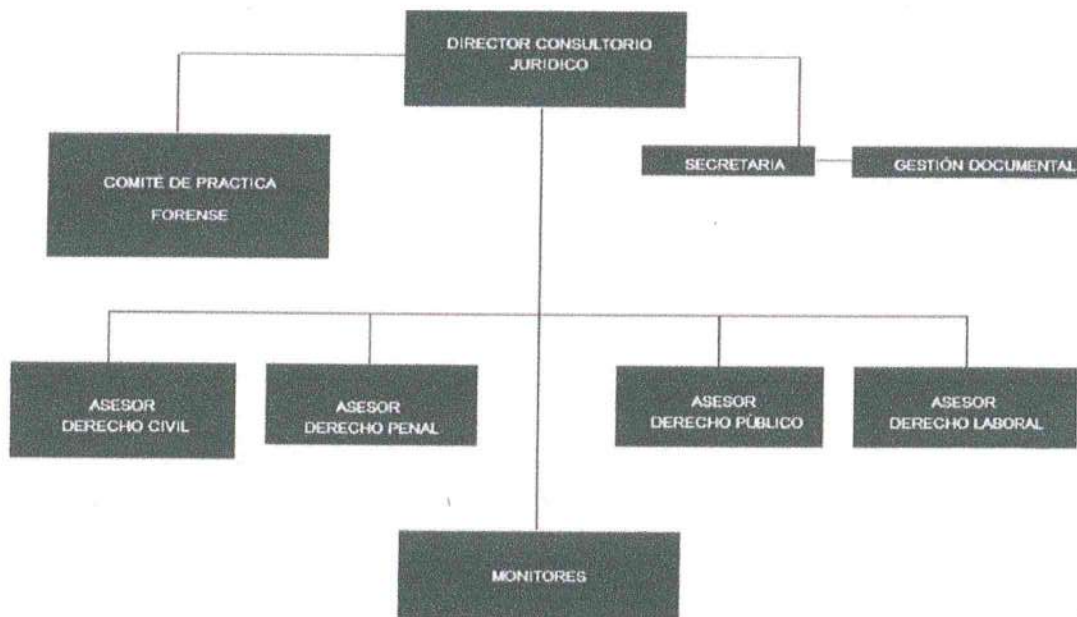 DIRECTOR CONSULTORIO
JURIDICO
COMITÉ DE PRACTICA
FORENSE
SECRETARIA
GESTIÓN DOCUMENTAL
ASESOR
DERECHO CIVIL
ASESOR
DERECHO PENAL
ASESOR
DERECHO PÚBLICO
ASESOR
DERECHO LABORAL
MONITORES